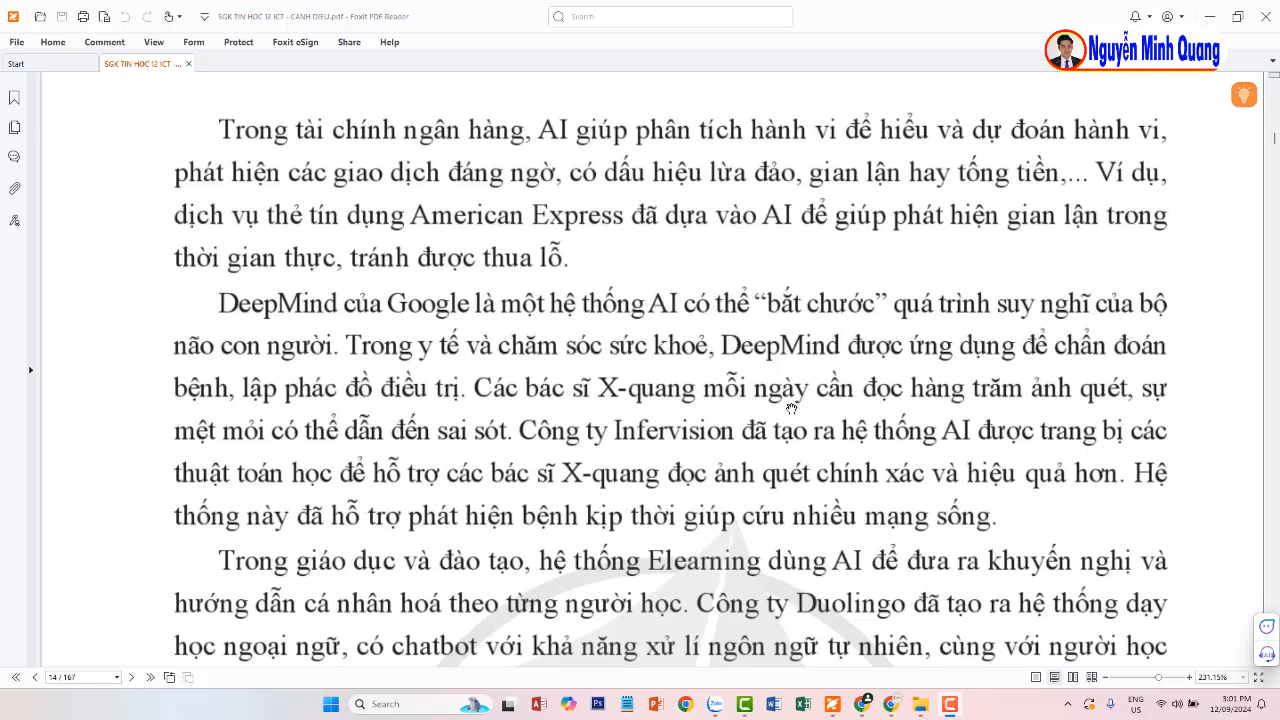 SGK TIN HOC 12 ICT - CANH DIEU.pdf - Foxit PDF Reader
Search
File Home Comment View Form Protect Foxit eSign Share Help
Nguyễn Minh Quang
Start
SGK TIN HOC 12 ICT -...
Trong tài chính ngân hàng, AI giúp phân tích hành vi để hiểu và dự đoán hành vi,
phát hiện các giao dịch đáng ngờ, có dấu hiệu lừa đảo, gian lận hay tống tiền,... Ví dụ,
dịch vụ thẻ tín dụng American Express đã dựa vào AI để giúp phát hiện gian lận trong
thời gian thực, tránh được thua lỗ.
DeepMind của Google là một hệ thống AI có thể “bắt chước” quá trình suy nghĩ của bộ
não con người. Trong y tế và chăm sóc sức khoẻ, DeepMind được ứng dụng để chẩn đoán
bệnh, lập phác đồ điều trị. Các bác sĩ X-quang mỗi ngày cần đọc hàng trăm ảnh quét, sự
mệt mỏi có thể dẫn đến sai sót. Công ty Infervision đã tạo ra hệ thống AI được trang bị các
thuật toán học để hỗ trợ các bác sĩ X-quang đọc ảnh quét chính xác và hiệu quả hơn. Hệ
thống này đã hỗ trợ phát hiện bệnh kịp thời giúp cứu nhiều mạng sống.
Trong giáo dục và đào tạo, hệ thống Elearning dùng AI để đưa ra khuyến nghị và
hướng dẫn cá nhân hoá theo từng người học. Công ty Duolingo đã tạo ra hệ thống dạy
học ngoại ngữ, có chatbot với khả năng xử lí ngôn ngữ tự nhiên, cùng với người học
14 / 167
231.15%
Search
ENG
US
3:01 PM
12/09/2024